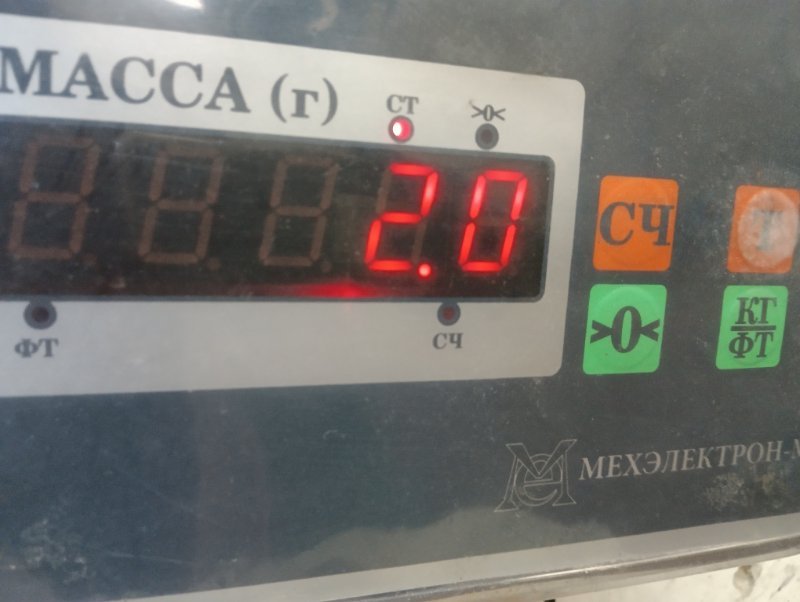 МАССА (г)
СТ
>0<
2.0
ФТ
СЧ
СЧ
Т
>0<
КГ
ФТ
МЕХЭЛЕКТРОН-М